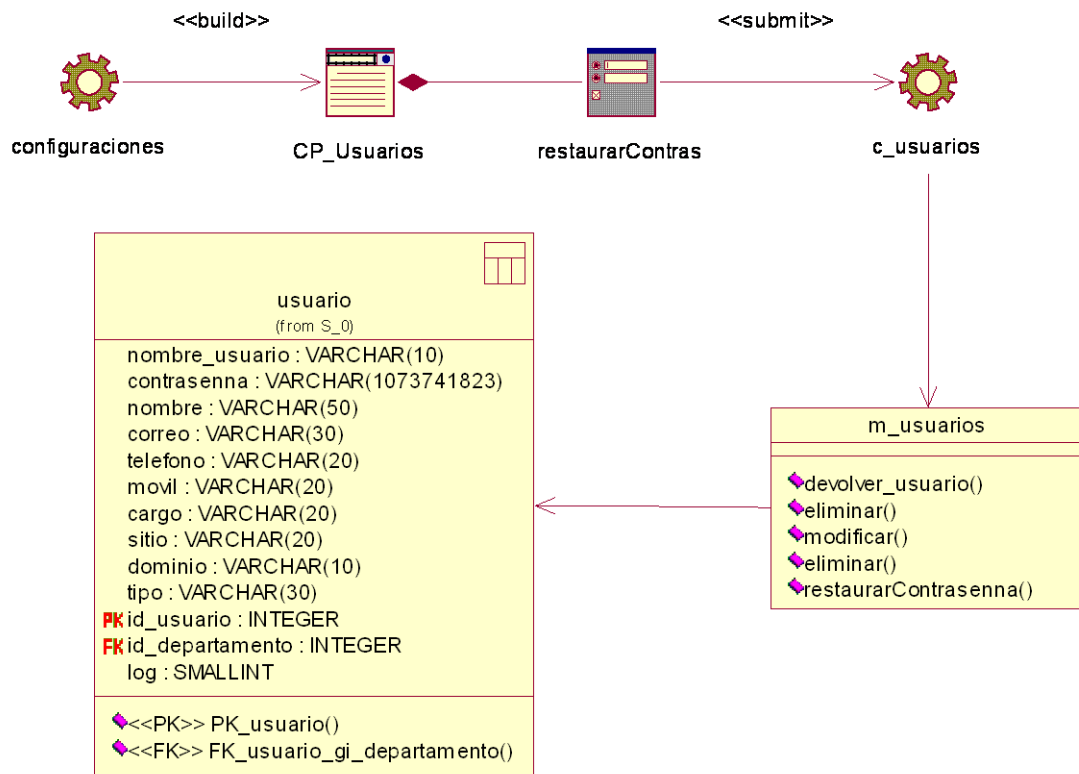 <<build>>
<<submit>>
configuraciones
CP_Usuarios
restaurarContras
c_usuarios
usuario
(from S_0)
nombre_usuario : VARCHAR(10)
contrasenna : VARCHAR(1073741823)
nombre : VARCHAR(50)
correo : VARCHAR(30)
telefono : VARCHAR(20)
movil : VARCHAR(20)
cargo : VARCHAR(20)
sitio : VARCHAR(20)
dominio : VARCHAR(10)
tipo : VARCHAR(30)
PK id_usuario : INTEGER
FK id_departamento : INTEGER
log : SMALLINT
<<PK>> PK_usuario()
<<FK>> FK_usuario_gi_departamento()
m_usuarios
devolver_usuario()
eliminar()
modificar()
eliminar()
restaurarContrasenna()